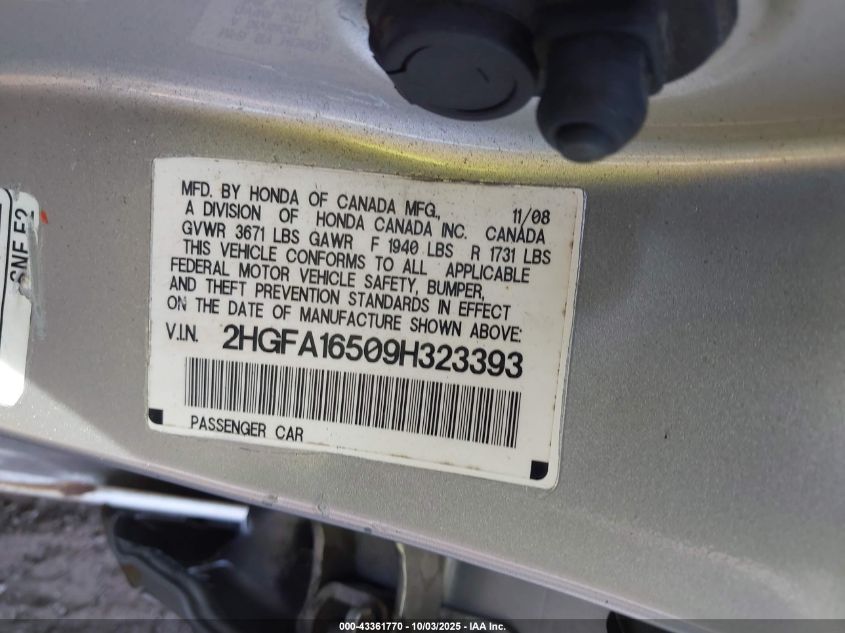 MFD. BY HONDA OF CANADA MFG., 11/08
A DIVISION OF HONDA CANADA INC. CANADA
GVWR 3671 LBS GAWR F 1940 LBS R 1731 LBS
THIS VEHICLE CONFORMS TO ALL APPLICABLE
FEDERAL MOTOR VEHICLE SAFETY, BUMPER,
AND THEFT PREVENTION STANDARDS IN EFFECT
ON THE DATE OF MANUFACTURE SHOWN ABOVE:
V.I.N. 2HGFA16509H323393
PASSENGER CAR
000-43361770 - 10/03/2025 - IAA Inc.